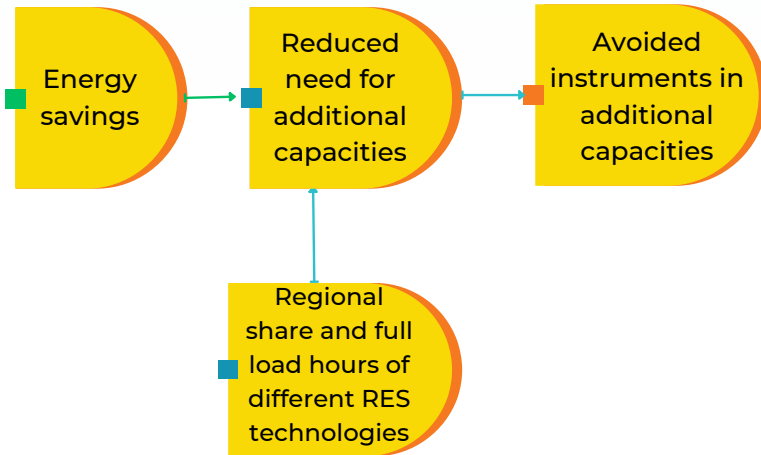 Energy
savings
Reduced
need for
additional
capacities
Avoided
instruments in
additional
capacities
Regional
share and full
load hours of
different RES
technologies